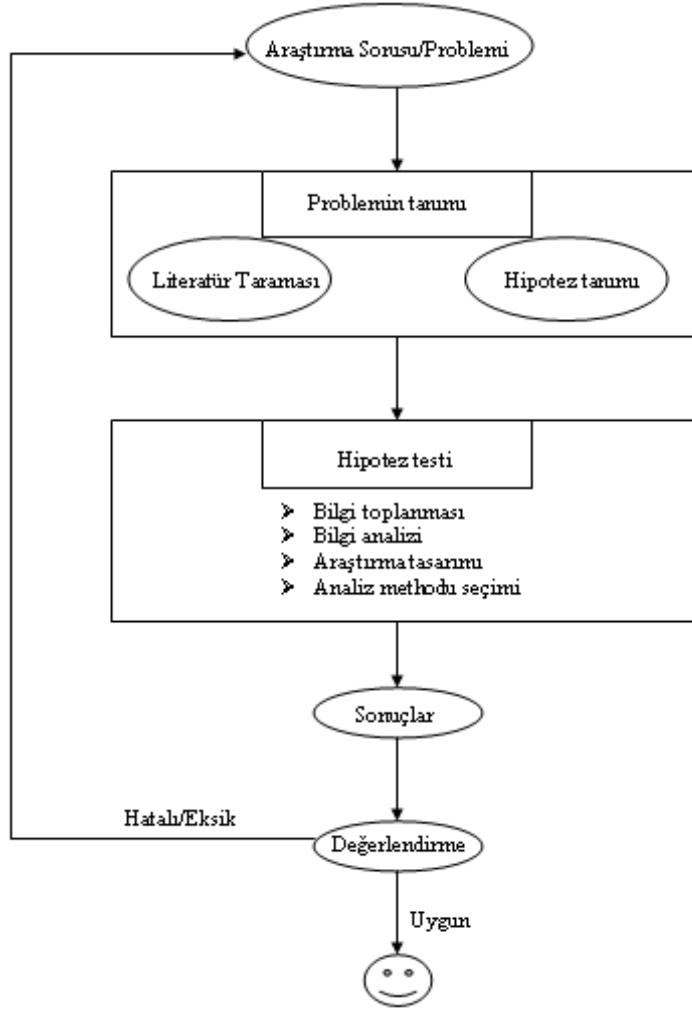 Araştırma Sorusu/Problemi
Problemin tanımı
Literatür Taraması
Hipotez tanımı
Hipotez testi
➢ Bilgi toplanması
➢ Bilgi analizi
➢ Araştırma tasarımı
➢ Analiz methodu seçimi
Sonuçlar
Hatalı/Eksik
Değerlendirme
Uygun